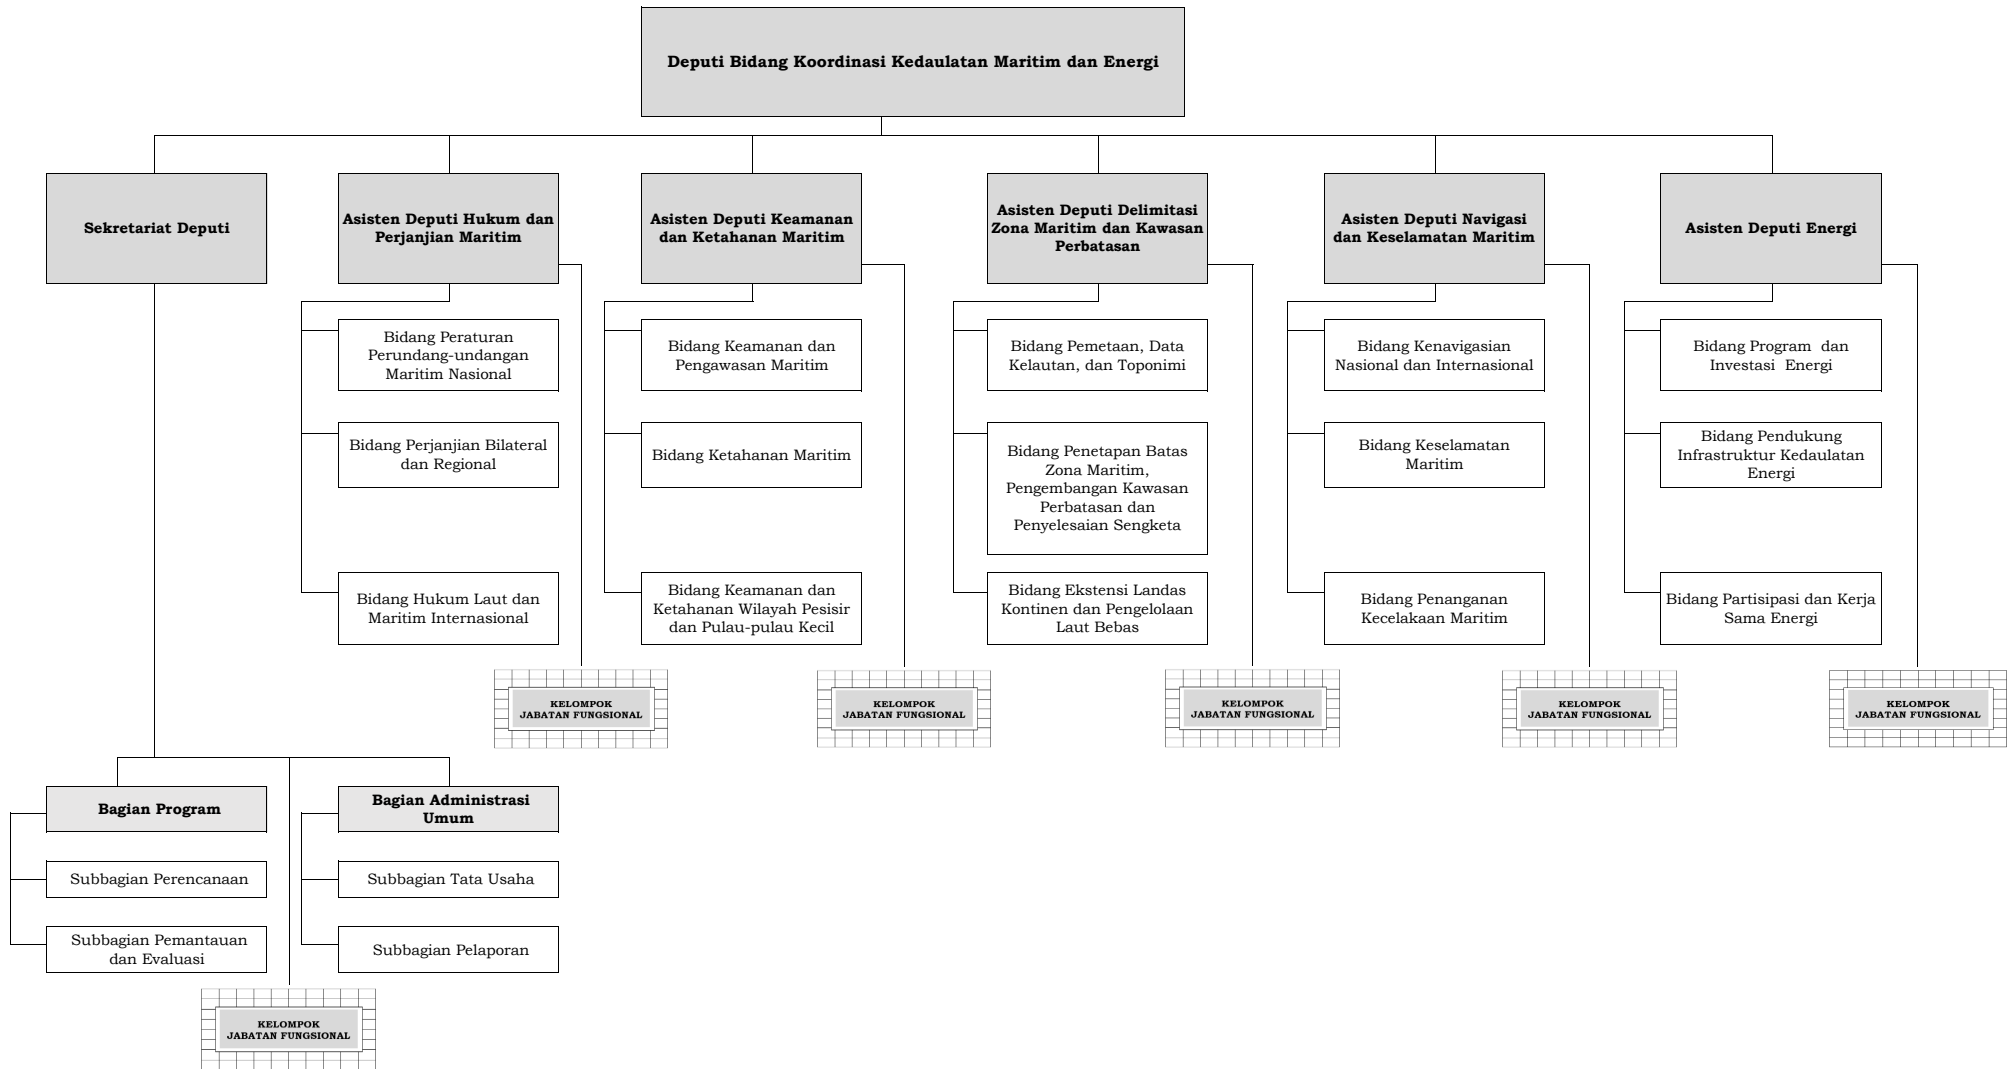 Deputi Bidang Koordinasi Kedaulatan Maritim dan Energi
Sekretariat Deputi
Asisten Deputi Hukum dan
Perjanjian Maritim
Asisten Deputi Keamanan
dan Ketahanan Maritim
Asisten Deputi Delimitasi
Zona Maritim dan Kawasan
Perbatasan
Asisten Deputi Navigasi
dan Keselamatan Maritim
Asisten Deputi Energi
Bidang Peraturan
Perundang-undangan
Maritim Nasional
Bidang Keamanan dan
Pengawasan Maritim
Bidang Pemetaan, Data
Kelautan, dan Toponimi
Bidang Kenavigasian
Nasional dan Internasional
Bidang Program dan
Investasi Energi
Bidang Perjanjian Bilateral
dan Regional
Bidang Ketahanan Maritim
Bidang Penetapan Batas
Zona Maritim,
Pengembangan Kawasan
Perbatasan dan
Penyelesaian Sengketa
Bidang Keselamatan
Maritim
Bidang Pendukung
Infrastruktur Kedaulatan
Energi
Bidang Hukum Laut dan
Maritim Internasional
Bidang Keamanan dan
Ketahanan Wilayah Pesisir
dan Pulau-pulau Kecil
Bidang Ekstensi Landas
Kontinen dan Pengelolaan
Laut Bebas
Bidang Penanganan
Kecelakaan Maritim
Bidang Partisipasi dan Kerja
Sama Energi
KELOMPOK
JABATAN FUNGSIONAL
KELOMPOK
JABATAN FUNGSIONAL
KELOMPOK
JABATAN FUNGSIONAL
KELOMPOK
JABATAN FUNGSIONAL
KELOMPOK
JABATAN FUNGSIONAL
Bagian Program
Bagian Administrasi
Umum
Subbagian Perencanaan
Subbagian Tata Usaha
Subbagian Pemantauan
dan Evaluasi
Subbagian Pelaporan
KELOMPOK
JABATAN FUNGSIONAL